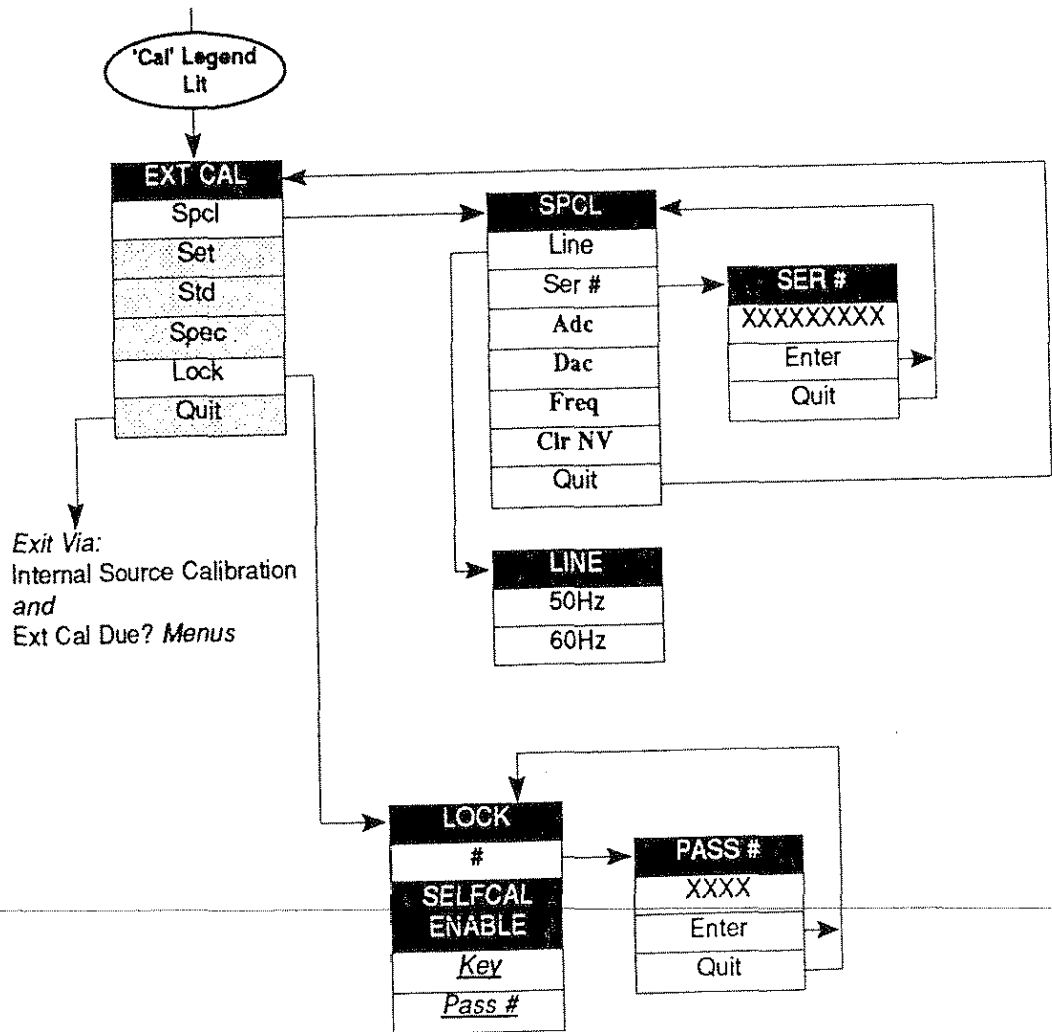 'Cal' Legend
Lit
EXT CAL
Spcl
Set
Std
Spec
Lock
Quit
Exit Via:
Internal Source Calibration
and
Ext Cal Due? Menus
SPCL
Line
Ser #
Adc
Dac
Freq
Clr NV
Quit
SER #
XXXXXXXXX
Enter
Quit
LINE
50Hz
60Hz
LOCK
#
SELFCAL
ENABLE
Key
Pass #
PASS #
XXXX
Enter
Quit